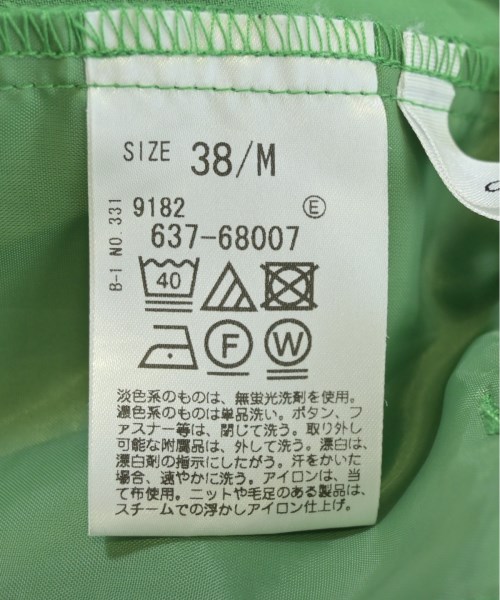 SIZE 38/M
B-1 NO.331
9182 Ⓔ
637-68007
40
F W
淡色系のものは、無蛍光洗剤を使用。
濃色系のものは単品洗い。ボタン、フ
ァスナー等は、閉じて洗う。取り外し
可能な附属品は、外して洗う。漂白は、
漂白剤の指示にしたがう。汗をかいた
場合、速やかに洗う。アイロンは、当
て布使用。ニットや毛足のある製品は、
スチームでの浮かしアイロン仕上げ。